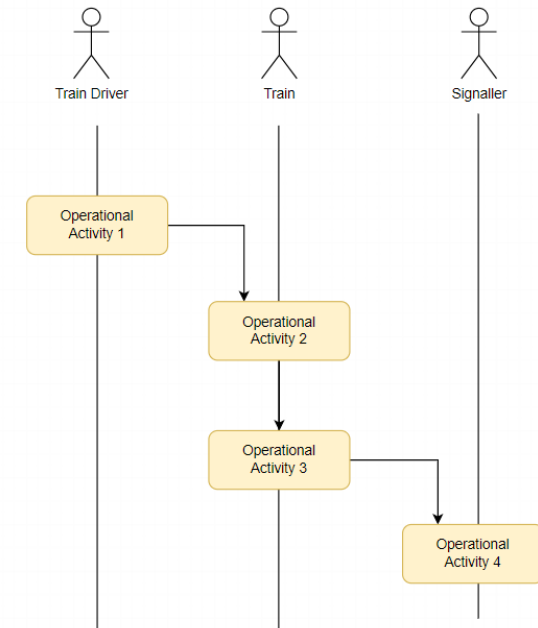 Train Driver
Train
Signaller
Operational
Activity 1
Operational
Activity 2
Operational
Activity 3
Operational
Activity 4